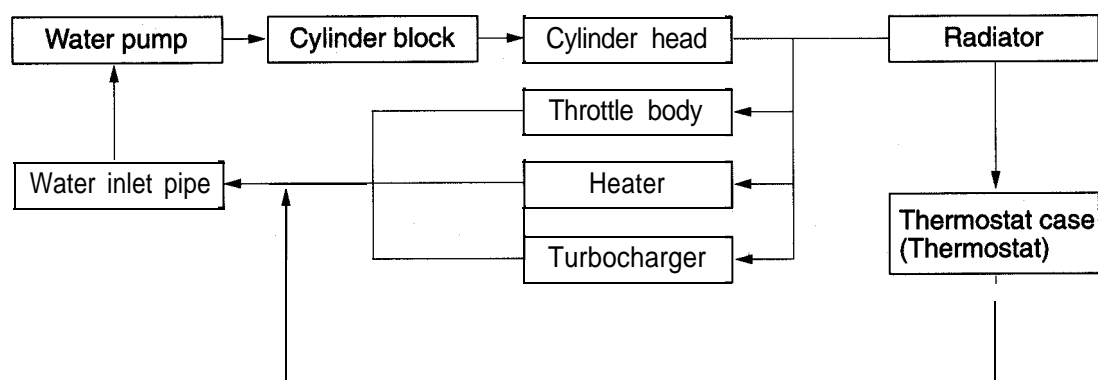 Water pump
Cylinder block
Cylinder head
Radiator
Throttle body
Water inlet pipe
Heater
Thermostat case
(Thermostat)
Turbocharger